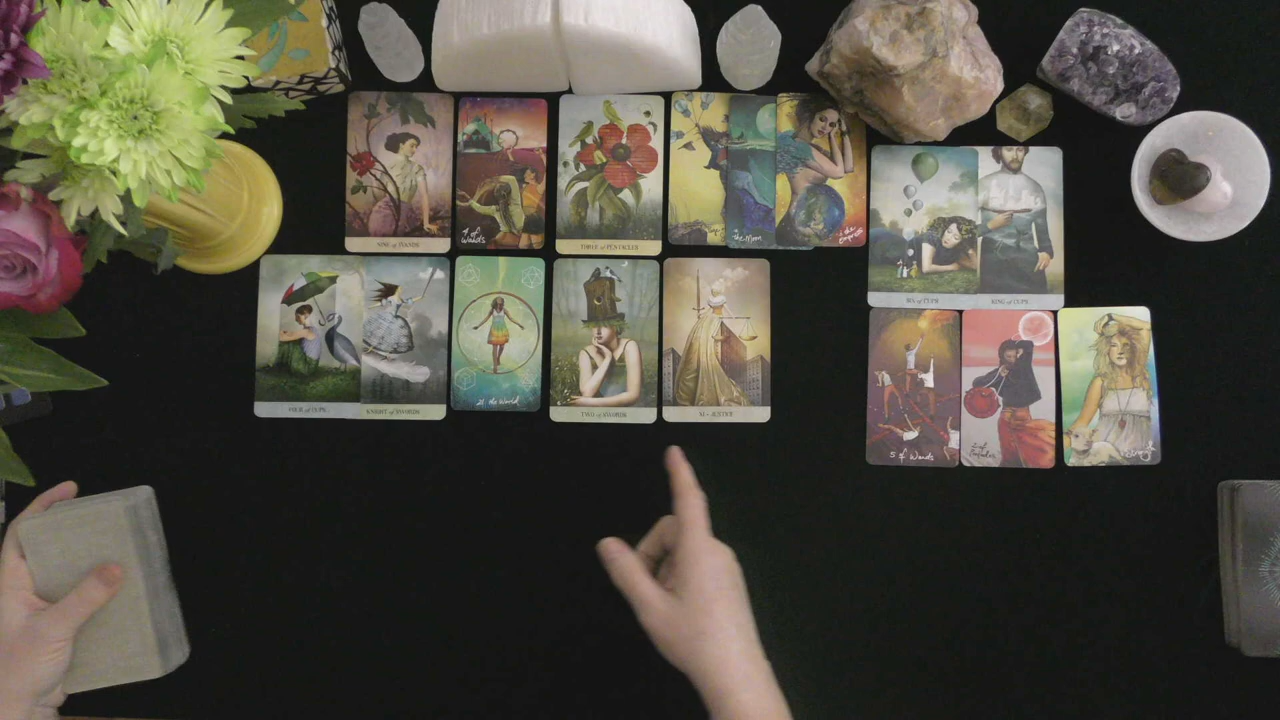 NINE of WANDS
4 of
Wands
THREE of PENTACLES
the Moon
the
Empress
SIX of CUPS
KING of CUPS
FOUR of CUPS
KNIGHT of SWORDS
21. the World
TWO of SWORDS
XI • JUSTICE
5 of Wands
2 of
Strength